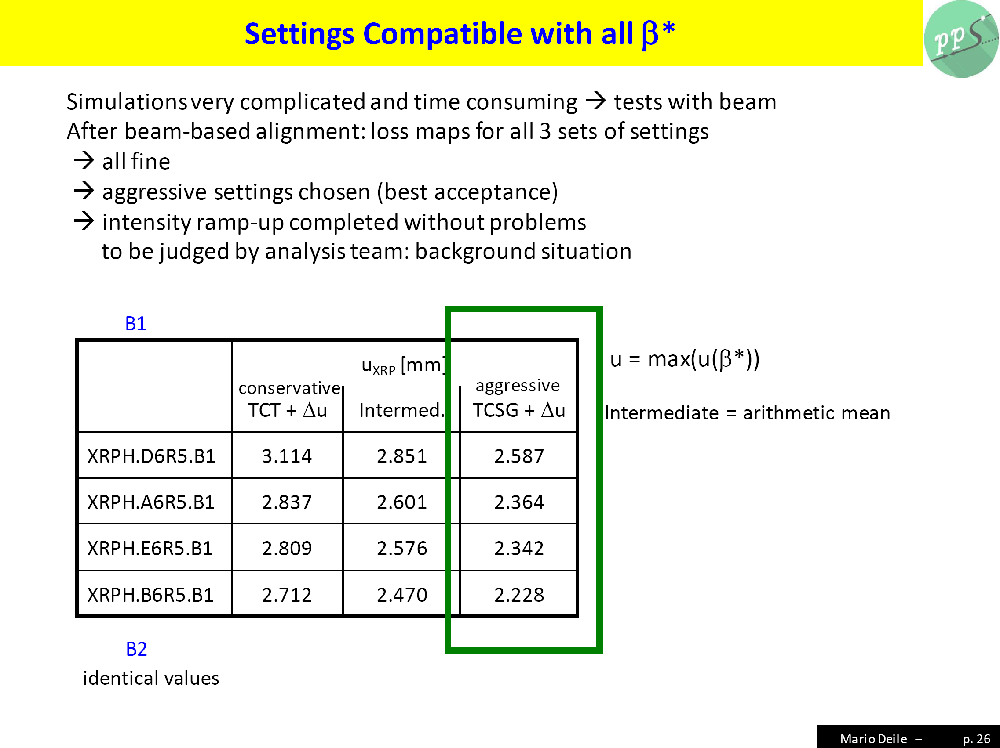 Settings Compatible with all β*
ppS
Simulations very complicated and time consuming → tests with beam
After beam-based alignment: loss maps for all 3 sets of settings
→ all fine
→ aggressive settings chosen (best acceptance)
→ intensity ramp-up completed without problems
to be judged by analysis team: background situation
B1
u_XRP [mm]
conservative aggressive
TCT + Δu Intermed. TCSG + Δu
XRPH.D6R5.B1 3.114 2.851 2.587
XRPH.A6R5.B1 2.837 2.601 2.364
XRPH.E6R5.B1 2.809 2.576 2.342
XRPH.B6R5.B1 2.712 2.470 2.228
u = max(u(β*))
Intermediate = arithmetic mean
B2
identical values
Mario Deile – p. 26